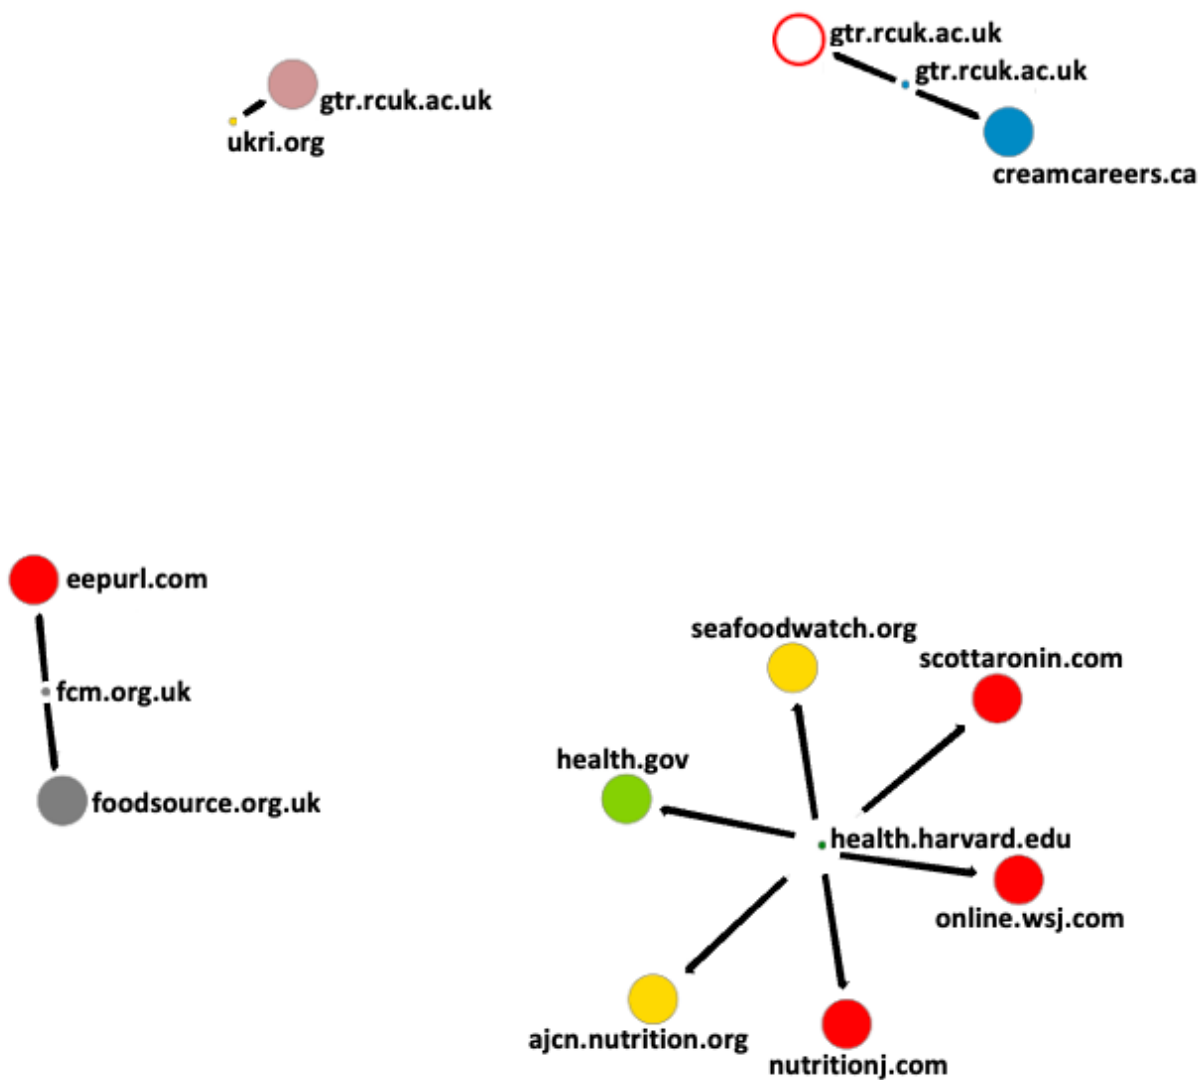 gtr.rcuk.ac.uk
gtr.rcuk.ac.uk
gtr.rcuk.ac.uk
ukri.org
creamcareers.ca
eepurl.com
seafoodwatch.org
scottaronin.com
fcm.org.uk
health.gov
foodsource.org.uk
health.harvard.edu
online.wsj.com
ajcn.nutrition.org
nutritionj.com